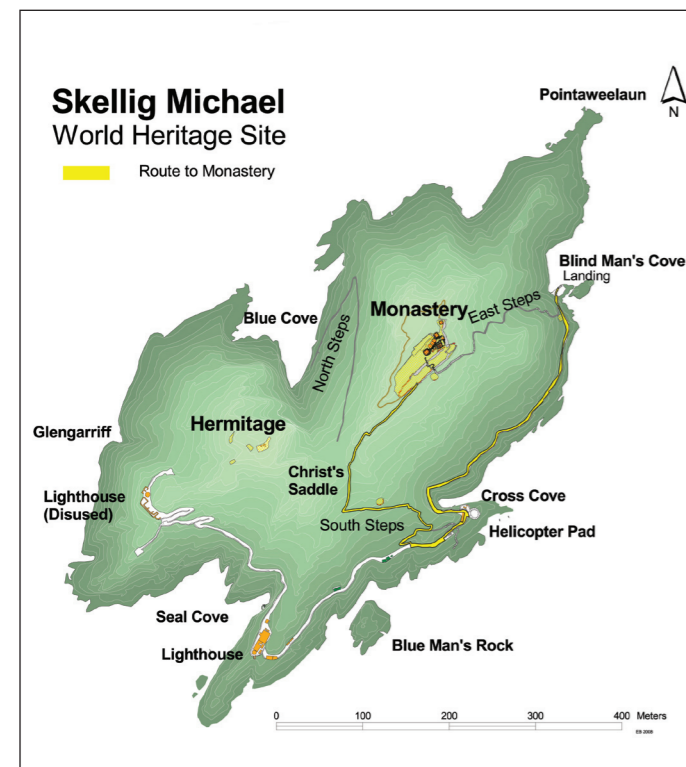 Skellig Michael
World Heritage Site
Route to Monastery
Pointaweelaun
N
Blind Man's Cove
Landing
East Steps
Monastery
Blue Cove
North Steps
Hermitage
Glengarriff
Christ's
Saddle
Lighthouse
(Disused)
Cross Cove
South Steps
Helicopter Pad
Seal Cove
Blue Man's Rock
Lighthouse
0 100 200 300 400 Meters
EB 2008